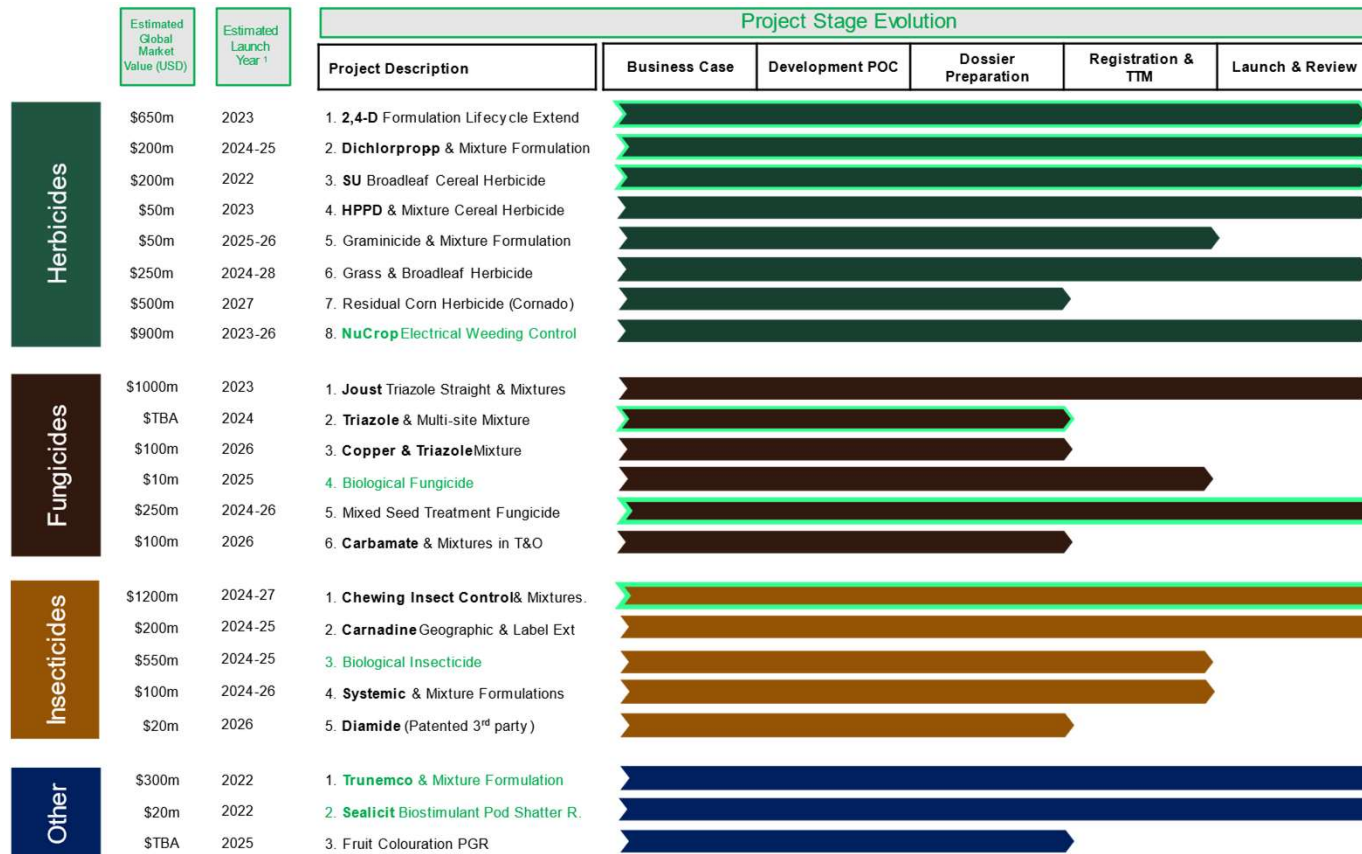 Estimated
Global
Market
Value (USD)
Estimated
Launch
Year ¹
Project Stage Evolution
Project Description
Business Case
Development POC
Dossier
Preparation
Registration &
TTM
Launch & Review
Herbicides
$650m 2023 1. 2,4-D Formulation Lifecycle Extend
$200m 2024-25 2. Dichlorpropp & Mixture Formulation
$200m 2022 3. SU Broadleaf Cereal Herbicide
$50m 2023 4. HPPD & Mixture Cereal Herbicide
$50m 2025-26 5. Graminicide & Mixture Formulation
$250m 2024-28 6. Grass & Broadleaf Herbicide
$500m 2027 7. Residual Corn Herbicide (Cornado)
$900m 2023-26 8. NuCrop Electrical Weeding Control
Fungicides
$1000m 2023 1. Joust Triazole Straight & Mixtures
$TBA 2024 2. Triazole & Multi-site Mixture
$100m 2026 3. Copper & Triazole Mixture
$10m 2025 4. Biological Fungicide
$250m 2024-26 5. Mixed Seed Treatment Fungicide
$100m 2026 6. Carbamate & Mixtures in T&O
Insecticides
$1200m 2024-27 1. Chewing Insect Control & Mixtures.
$200m 2024-25 2. Carnadine Geographic & Label Ext
$550m 2024-25 3. Biological Insecticide
$100m 2024-26 4. Systemic & Mixture Formulations
$20m 2026 5. Diamide (Patented 3rd party)
Other
$300m 2022 1. Trunemco & Mixture Formulation
$20m 2022 2. Sealicit Biostimulant Pod Shatter R.
$TBA 2025 3. Fruit Colouration PGR